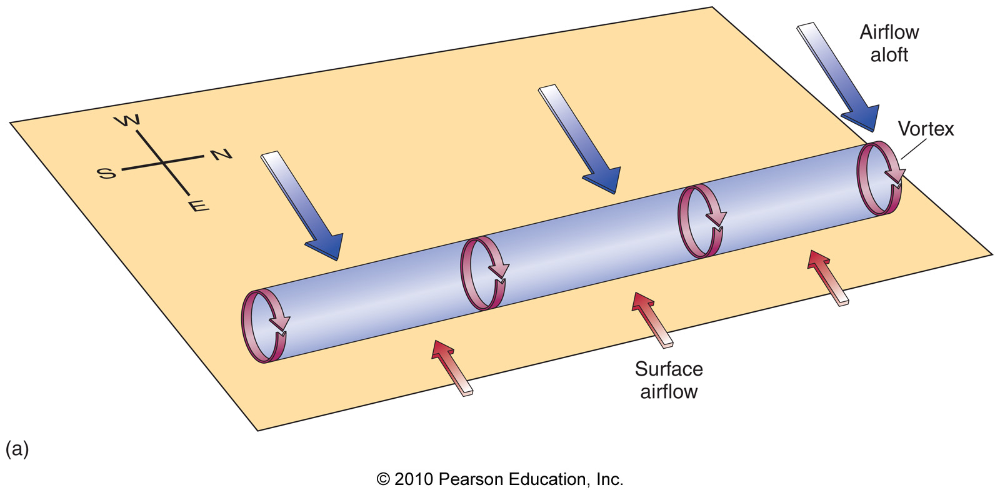 Airflow
aloft
W
N
S
E
Vortex
Surface
airflow
(a)
© 2010 Pearson Education, Inc.